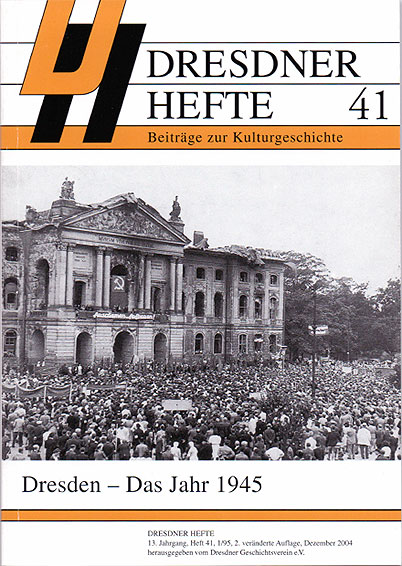 DRESDNER
HEFTE 41
Beiträge zur Kulturgeschichte
Dresden – Das Jahr 1945
DRESDNER HEFTE
13. Jahrgang, Heft 41, 1/95, 2. veränderte Auflage, Dezember 2004
herausgegeben vom Dresdner Geschichtsverein e.V.